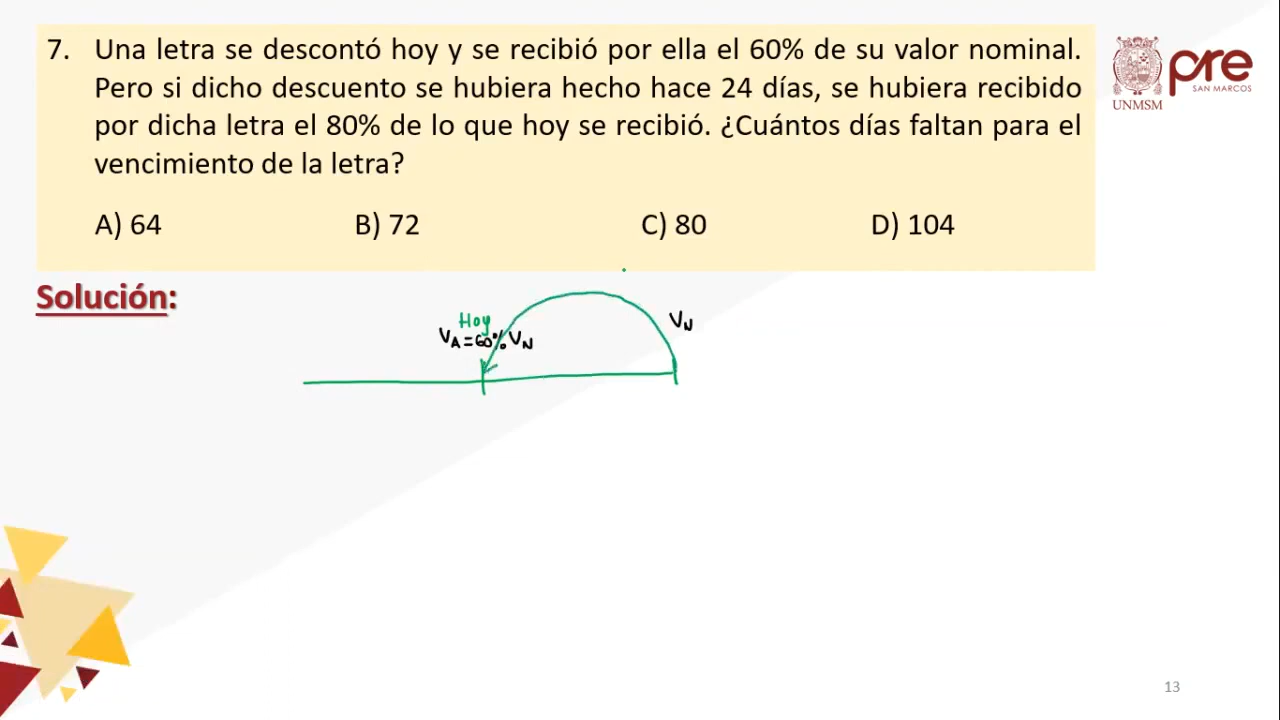 7. Una letra se descontó hoy y se recibió por ella el 60% de su valor nominal.
Pero si dicho descuento se hubiera hecho hace 24 días, se hubiera recibido
por dicha letra el 80% de lo que hoy se recibió. ¿Cuántos días faltan para el
vencimiento de la letra?
A) 64 B) 72 C) 80 D) 104
UNMSM
pre
SAN MARCOS
Solución:
Hoy
VA=60% VN
VN
13